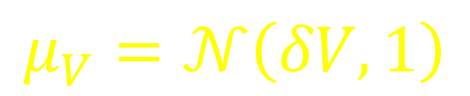 μ_V = 𝒩(δV, 1)